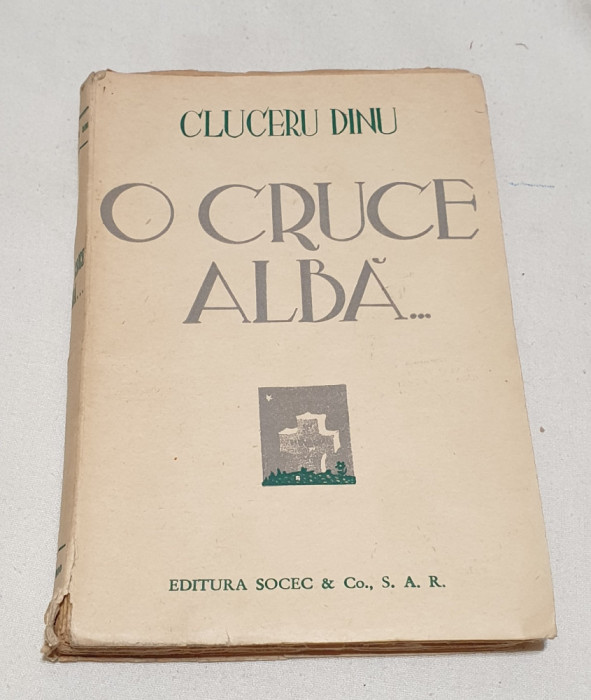 CLUCERU DINU
O CRUCE
ALBĂ...
EDITURA SOCEC & Co., S. A. R.